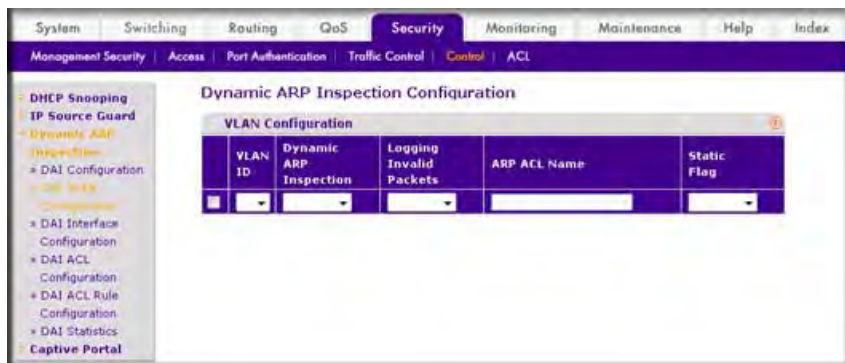 System Switching Routing QoS Security Monitoring Maintenance Help Index
Management Security Access Port Authentication Traffic Control Control ACL
DHCP Snooping
IP Source Guard
Dynamic ARP
Inspection
» DAI Configuration
» DAI VLAN
Configuration
» DAI Interface
Configuration
» DAI ACL
Configuration
» DAI ACL Rule
Configuration
» DAI Statistics
Captive Portal
Dynamic ARP Inspection Configuration
VLAN Configuration
VLAN
ID
Dynamic
ARP
Inspection
Logging
Invalid
Packets
ARP ACL Name
Static
Flag